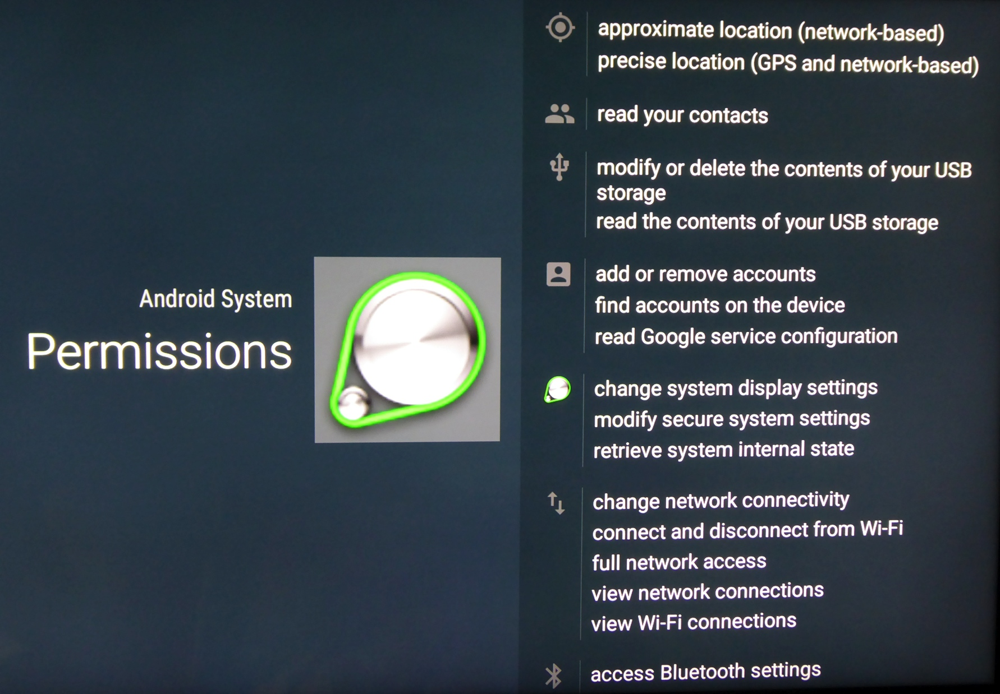 Android System
Permissions
approximate location (network-based)
precise location (GPS and network-based)
read your contacts
modify or delete the contents of your USB
storage
read the contents of your USB storage
add or remove accounts
find accounts on the device
read Google service configuration
change system display settings
modify secure system settings
retrieve system internal state
change network connectivity
connect and disconnect from Wi-Fi
full network access
view network connections
view Wi-Fi connections
access Bluetooth settings